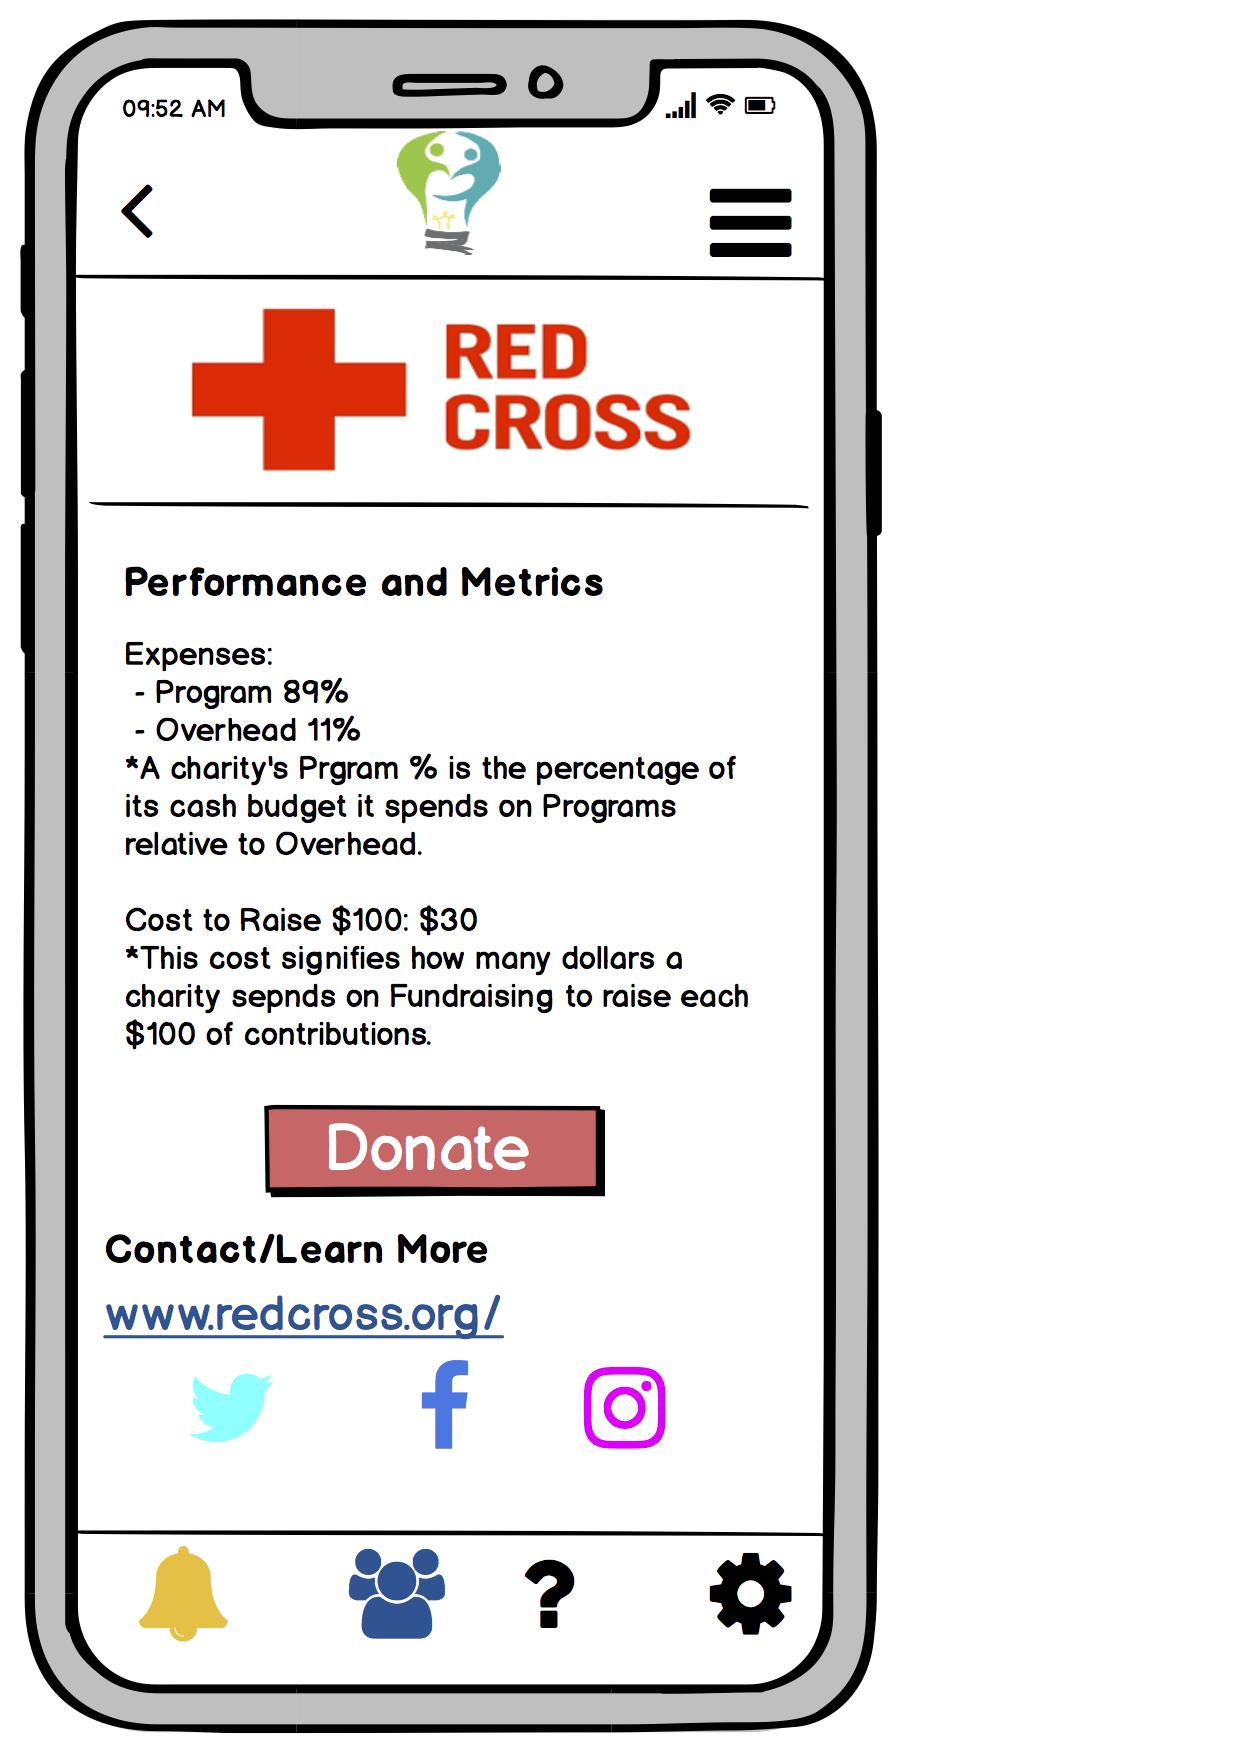 09:52 AM
RED
CROSS
Performance and Metrics
Expenses:
- Program 89%
- Overhead 11%
*A charity's Prgram % is the percentage of
its cash budget it spends on Programs
relative to Overhead.
Cost to Raise $100: $30
*This cost signifies how many dollars a
charity sepnds on Fundraising to raise each
$100 of contributions.
Donate
Contact/Learn More
www.redcross.org/
?